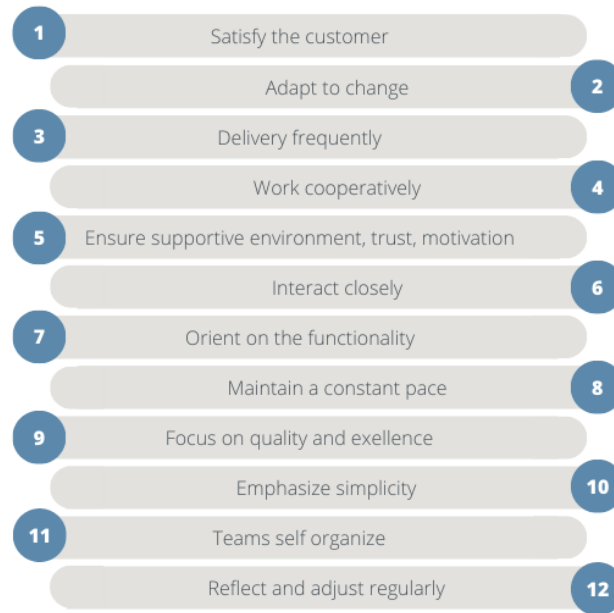 1 Satisfy the customer
Adapt to change 2
3 Delivery frequently
Work cooperatively 4
5 Ensure supportive environment, trust, motivation
Interact closely 6
7 Orient on the functionality
Maintain a constant pace 8
9 Focus on quality and exellence
Emphasize simplicity 10
11 Teams self organize
Reflect and adjust regularly 12